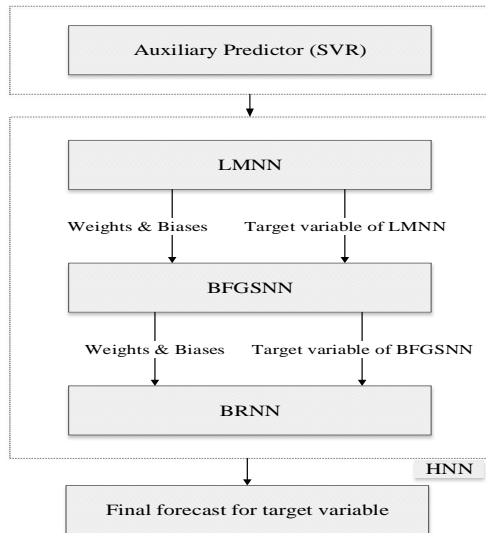 Auxiliary Predictor (SVR)
LMNN
Weights & Biases
Target variable of LMNN
BFGSNN
Weights & Biases
Target variable of BFGSNN
BRNN
HNN
Final forecast for target variable